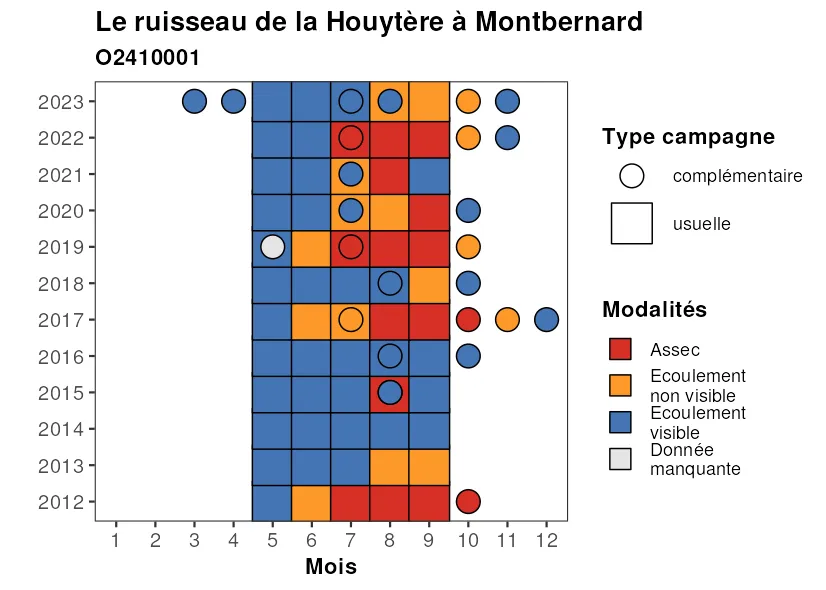 Le ruisseau de la Houytère à Montbernard
O2410001
2023
2022
2021
2020
2019
2018
2017
2016
2015
2014
2013
2012
1 2 3 4 5 6 7 8 9 10 11 12
Mois
Type campagne
complémentaire
usuelle
Modalités
Assec
Ecoulement
non visible
Ecoulement
visible
Donnée
manquante